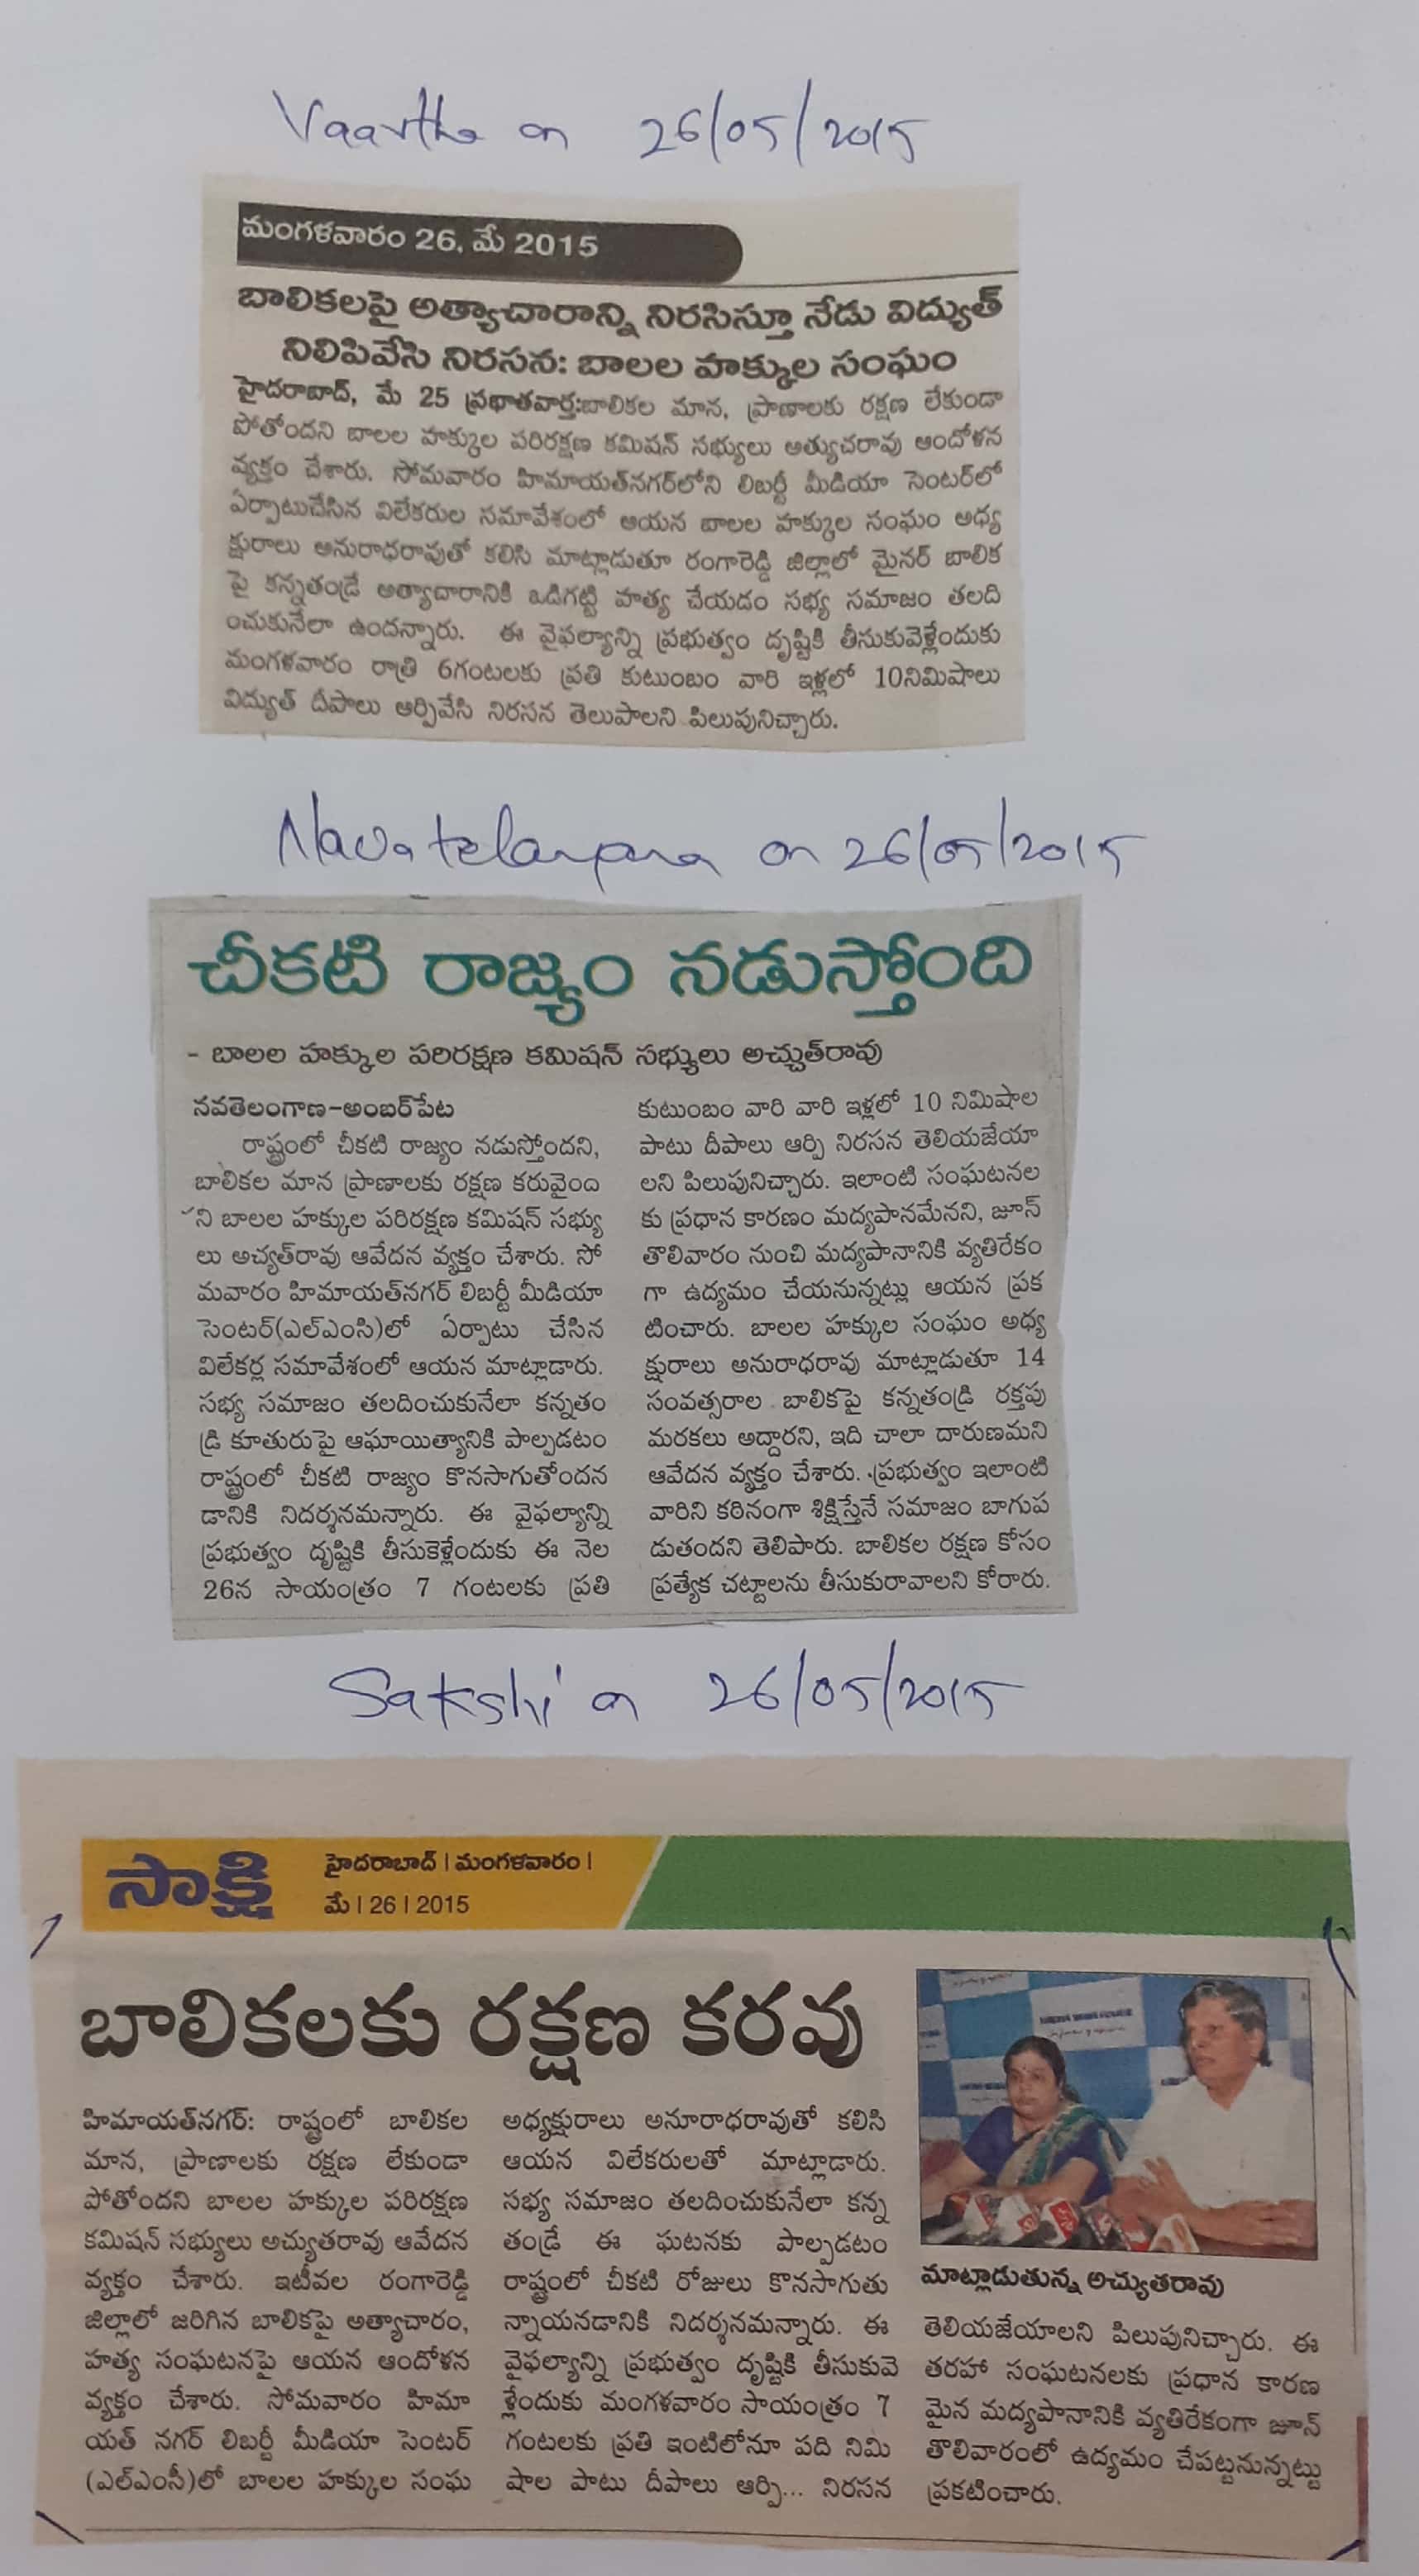 Vaartha on 26/05/2015
మంగళవారం 26, మే 2015
బాలికలపై అత్యాచారాన్ని నిరసిస్తూ నేడు విద్యుత్
నిలిపివేసి నిరసన: బాలల హక్కుల సంఘం
హైదరాబాద్, మే 25 ప్రభాతవార్త:బాలికల మాన, ప్రాణాలకు రక్షణ లేకుండా
పోతోందని బాలల హక్కుల పరిరక్షణ కమిషన్ సభ్యులు అత్యుచరావు ఆందోళన
వ్యక్తం చేశారు. సోమవారం హిమాయత్‌నగర్‌లోని లిబర్టీ మీడియా సెంటర్‌లో
ఏర్పాటుచేసిన విలేకరుల సమావేశంలో ఆయన బాలల హక్కుల సంఘం అధ్య
క్షురాలు అనురాధరావుతో కలిసి మాట్లాడుతూ రంగారెడ్డి జిల్లాలో మైనర్ బాలిక
పై కన్నతండ్రే అత్యాచారానికి ఒడిగట్టి హత్య చేయడం సభ్య సమాజం తలది
ంచుకునేలా ఉందన్నారు. ఈ వైఫల్యాన్ని ప్రభుత్వం దృష్టికి తీసుకువెళ్లేందుకు
మంగళవారం రాత్రి 6గంటలకు ప్రతి కుటుంబం వారి ఇళ్లలో 10నిమిషాలు
విద్యుత్ దీపాలు ఆర్పివేసి నిరసన తెలుపాలని పిలుపునిచ్చారు.
Navatelangana on 26/05/2015
చీకటి రాజ్యం నడుస్తోంది
- బాలల హక్కుల పరిరక్షణ కమిషన్ సభ్యులు అచ్చుత్‌రావు
నవతెలంగాణ-అంబర్‌పేట
రాష్ట్రంలో చీకటి రాజ్యం నడుస్తోందని,
బాలికల మాన ప్రాణాలకు రక్షణ కరువైంద
ని బాలల హక్కుల పరిరక్షణ కమిషన్ సభ్యు
లు అచ్యత్‌రావు ఆవేదన వ్యక్తం చేశారు. సో
మవారం హిమాయత్‌నగర్ లిబర్టీ మీడియా
సెంటర్(ఎల్ఎంసి)లో ఏర్పాటు చేసిన
విలేకర్ల సమావేశంలో ఆయన మాట్లాడారు.
సభ్య సమాజం తలదించుకునేలా కన్నతం
డ్రి కూతురుపై ఆఘాయిత్యానికి పాల్పడటం
రాష్ట్రంలో చీకటి రాజ్యం కొనసాగుతోందన
డానికి నిదర్శనమన్నారు. ఈ వైఫల్యాన్ని
ప్రభుత్వం దృష్టికి తీసుకెళ్లేందుకు ఈ నెల
26న సాయంత్రం 7 గంటలకు ప్రతి
కుటుంబం వారి వారి ఇళ్లలో 10 నిమిషాల
పాటు దీపాలు ఆర్పి నిరసన తెలియజేయా
లని పిలుపునిచ్చారు. ఇలాంటి సంఘటనల
కు ప్రధాన కారణం మద్యపానమేనని, జూన్
తొలివారం నుంచి మద్యపానానికి వ్యతిరేకం
గా ఉద్యమం చేయనున్నట్లు ఆయన ప్రక
టించారు. బాలల హక్కుల సంఘం అధ్య
క్షురాలు అనురాధరావు మాట్లాడుతూ 14
సంవత్సరాల బాలికపై కన్నతండ్రి రక్తపు
మరకలు అద్దారని, ఇది చాలా దారుణమని
ఆవేదన వ్యక్తం చేశారు. ప్రభుత్వం ఇలాంటి
వారిని కఠినంగా శిక్షిస్తేనే సమాజం బాగుప
డుతందని తెలిపారు. బాలికల రక్షణ కోసం
ప్రత్యేక చట్టాలను తీసుకురావాలని కోరారు.
Sakshi on 26/05/2015
సాక్షి
హైదరాబాద్ | మంగళవారం |
మే | 26 | 2015
బాలికలకు రక్షణ కరవు
హిమాయత్‌నగర్: రాష్ట్రంలో బాలికల
మాన, ప్రాణాలకు రక్షణ లేకుండా
పోతోందని బాలల హక్కుల పరిరక్షణ
కమిషన్ సభ్యులు అచ్యుతరావు ఆవేదన
వ్యక్తం చేశారు. ఇటీవల రంగారెడ్డి
జిల్లాలో జరిగిన బాలికపై అత్యాచారం,
హత్య సంఘటనపై ఆయన ఆందోళన
వ్యక్తం చేశారు. సోమవారం హిమా
యత్ నగర్ లిబర్టీ మీడియా సెంటర్
(ఎల్ఎంసీ)లో బాలల హక్కుల సంఘ
అధ్యక్షురాలు అనూరాధరావుతో కలిసి
ఆయన విలేకరులతో మాట్లాడారు.
సభ్య సమాజం తలదించుకునేలా కన్న
తండ్రే ఈ ఘటనకు పాల్పడటం
రాష్ట్రంలో చీకటి రోజులు కొనసాగుతు
న్నాయనడానికి నిదర్శనమన్నారు. ఈ
వైఫల్యాన్ని ప్రభుత్వం దృష్టికి తీసుకువె
ళ్లేందుకు మంగళవారం సాయంత్రం 7
గంటలకు ప్రతి ఇంటిలోనూ పది నిమి
షాల పాటు దీపాలు ఆర్పి... నిరసన
మాట్లాడుతున్న అచ్యుతరావు
తెలియజేయాలని పిలుపునిచ్చారు. ఈ
తరహా సంఘటనలకు ప్రధాన కారణ
మైన మద్యపానానికి వ్యతిరేకంగా జూన్
తొలివారంలో ఉద్యమం చేపట్టనున్నట్టు
ప్రకటించారు.